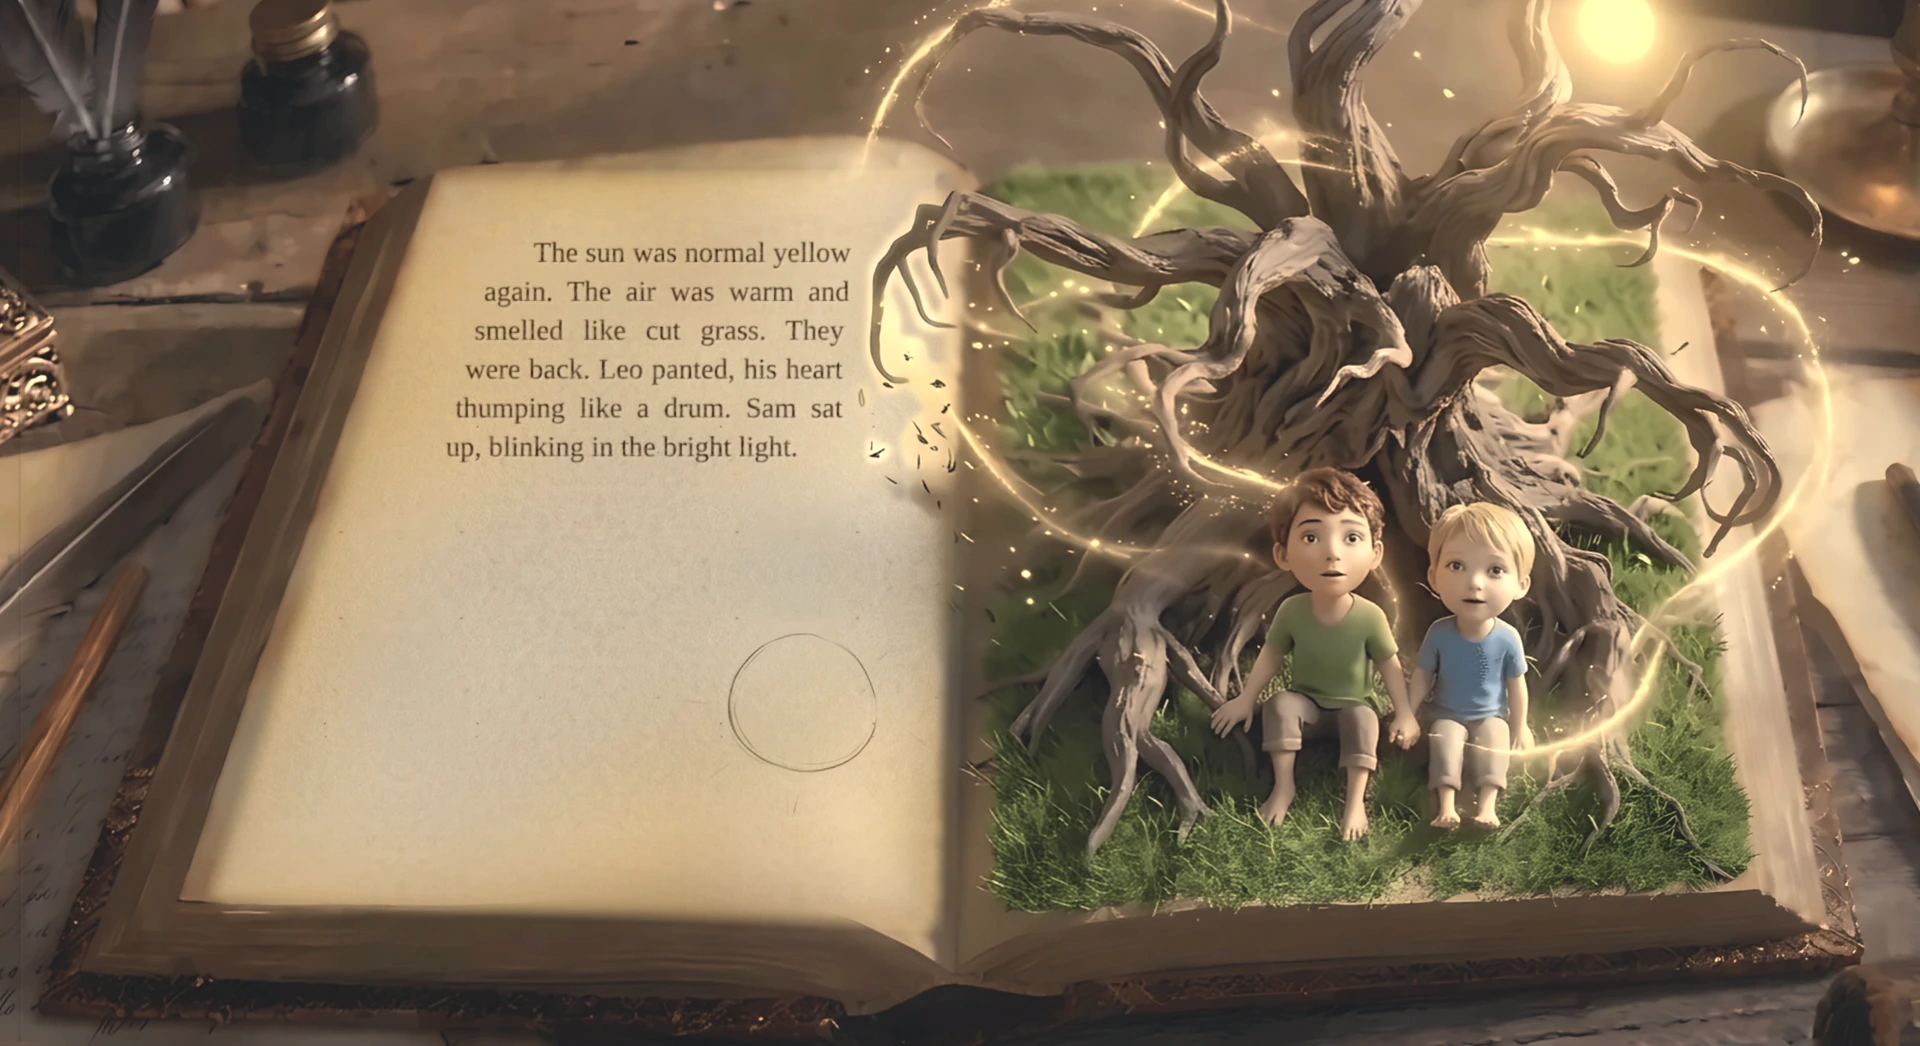 The sun was normal yellow
again. The air was warm and
smelled like cut grass. They
were back. Leo panted, his heart
thumping like a drum. Sam sat
up, blinking in the bright light.